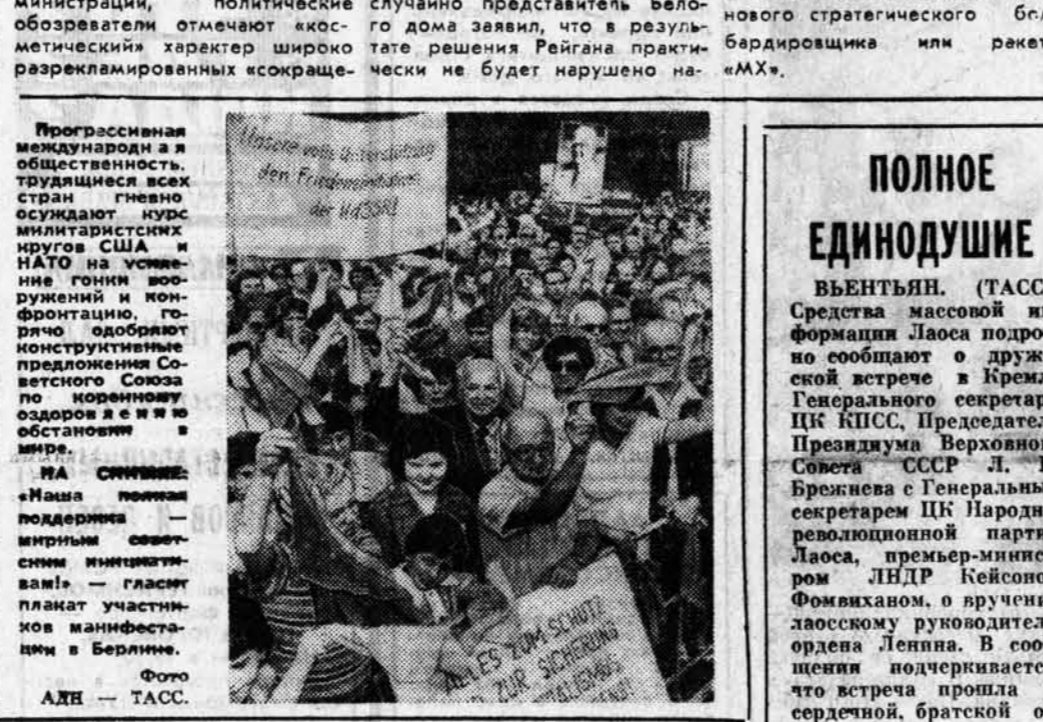 министрации, политические
обозреватели отмечают «кос-
метический» характер широко
разрекламированных «сокраще-
случайно представитель Бело-
го дома заявил, что в резуль-
тате решения Рейгана практи-
чески не будет нарушено на-
нового стратегического
бардировщика или ракет
«МХ».
Прогрессивная
международн а я
общественность,
трудящиеся всех
стран гневно
осуждают курс
милитаристских
кругов США и
НАТО на усиле-
ние гонки воо-
ружений и кон-
фронтацию, го-
рячо одобряют
конструктивные
предложения Со-
ветского Союза
по коренному
оздоров л е н и ю
обстановки в
мире.
НА СНИМКЕ:
«Наша полная
поддержка —
мирным совет-
ским инициати-
вам!» — гласит
плакат участни-
ков манифеста-
ции в Берлине.
Фото
АДН — ТАСС.
Unsere volle Unterstützung
den Friedensinitiativen
der UdSSR!
ALLES ZUM SCHUTZ
ZUR SICHERUNG
ПОЛНОЕ
ЕДИНОДУШИЕ
ВЬЕНТЬЯН. (ТАСС
Средства массовой ин
формации Лаоса подроб
но сообщают о друже
ской встрече в Кремл
Генерального секретар
ЦК КПСС, Председател
Президиума Верховног
Совета СССР Л. И
Брежнева с Генеральны
секретарем ЦК Народн
революционной парти
Лаоса, премьер-минис
ром ЛНДР Кейсоно
Фомвиханом, о вручени
лаосскому руководител
ордена Ленина. В сооб
щении подчеркивается
что встреча прошла
сердечной, братской о